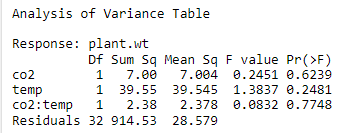 Analysis of Variance Table
Response: plant.wt
Df Sum Sq Mean Sq F value Pr(>F)
co2 1 7.00 7.004 0.2451 0.6239
temp 1 39.55 39.545 1.3837 0.2481
co2:temp 1 2.38 2.378 0.0832 0.7748
Residuals 32 914.53 28.579